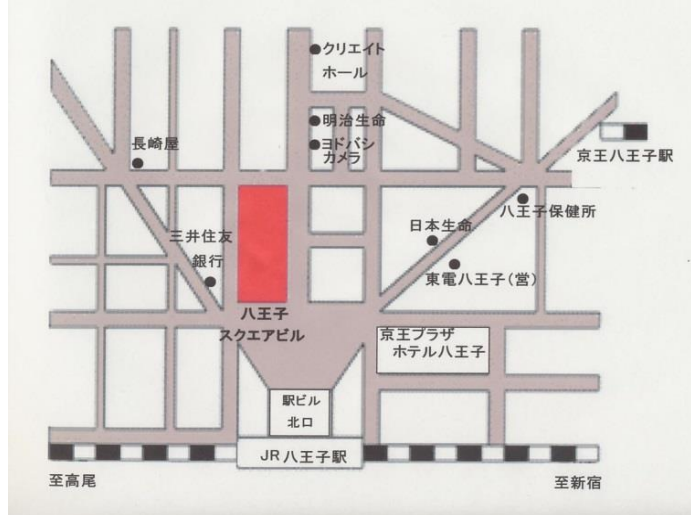 クリエイト
ホール
明治生命
ヨドバシ
カメラ
長崎屋
京王八王子駅
八王子保健所
日本生命
三井住友
銀行
東電八王子(営)
八王子
スクエアビル
京王プラザ
ホテル八王子
駅ビル
北口
JR八王子駅
至高尾
至新宿